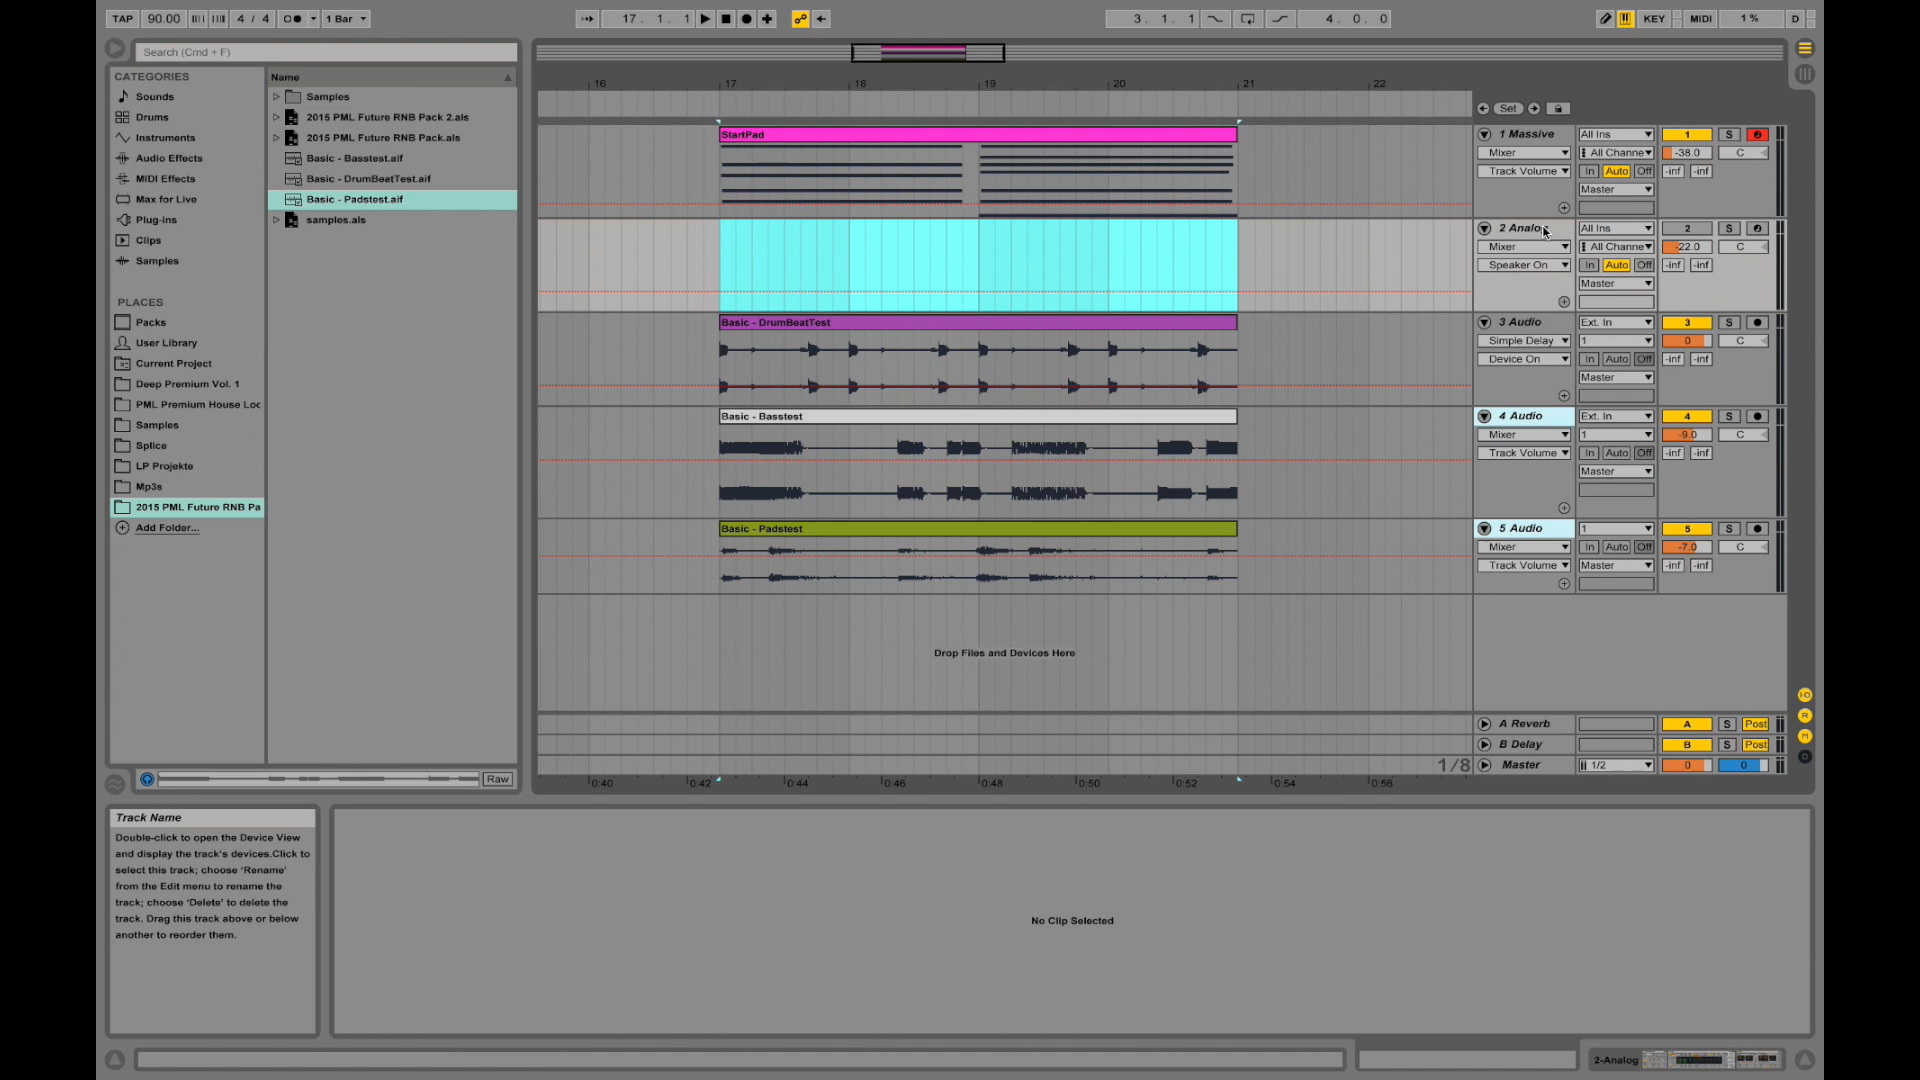 TAP 90.00 4 / 4 1 Bar 17. 1. 1 3. 1. 1 4. 0. 0 KEY MIDI 1 % D
Search (Cmd + F)
CATEGORIES
Sounds
Drums
Instruments
Audio Effects
MIDI Effects
Max for Live
Plug-ins
Clips
Samples
PLACES
Packs
User Library
Current Project
Deep Premium Vol. 1
PML Premium House Loc
Samples
Splice
LP Projekte
Mp3s
2015 PML Future RNB Pa
Add Folder...
Name
Samples
2015 PML Future RNB Pack 2.als
2015 PML Future RNB Pack.als
Basic - Basstest.aif
Basic - DrumBeatTest.aif
Basic - Padstest.aif
samples.als
Raw
16 17 18 19 20 21 22
Set
StartPad
1 Massive All Ins 1 S
Mixer All Channe -38.0 C
Track Volume In Auto Off
Master
2 Analog All Ins 2 S
Mixer All Channe -22.0 C
Speaker On In Auto Off -inf -inf
Master
Basic - DrumBeatTest
3 Audio Ext. In 3 S
Simple Delay 1 0 C
Device On In Auto Off -inf -inf
Master
Basic - Basstest
4 Audio Ext. In 4 S
Mixer 1 -9.0 C
Track Volume In Auto Off -inf -inf
Master
Basic - Padstest
5 Audio 1 5 S
Mixer In Auto Off -7.0 C
Track Volume Master -inf -inf
Drop Files and Devices Here
A Reverb A S Post
B Delay B S Post
1/8 Master 1/2 0 0
I·O
R
M
D
0:40 0:42 0:44 0:46 0:48 0:50 0:52 0:54 0:56
Track Name
Double-click to open the Device View
and display the track's devices.Click to
select this track; choose 'Rename'
from the Edit menu to rename the
track; choose 'Delete' to delete the
track. Drag this track above or below
another to reorder them.
No Clip Selected
2-Analog